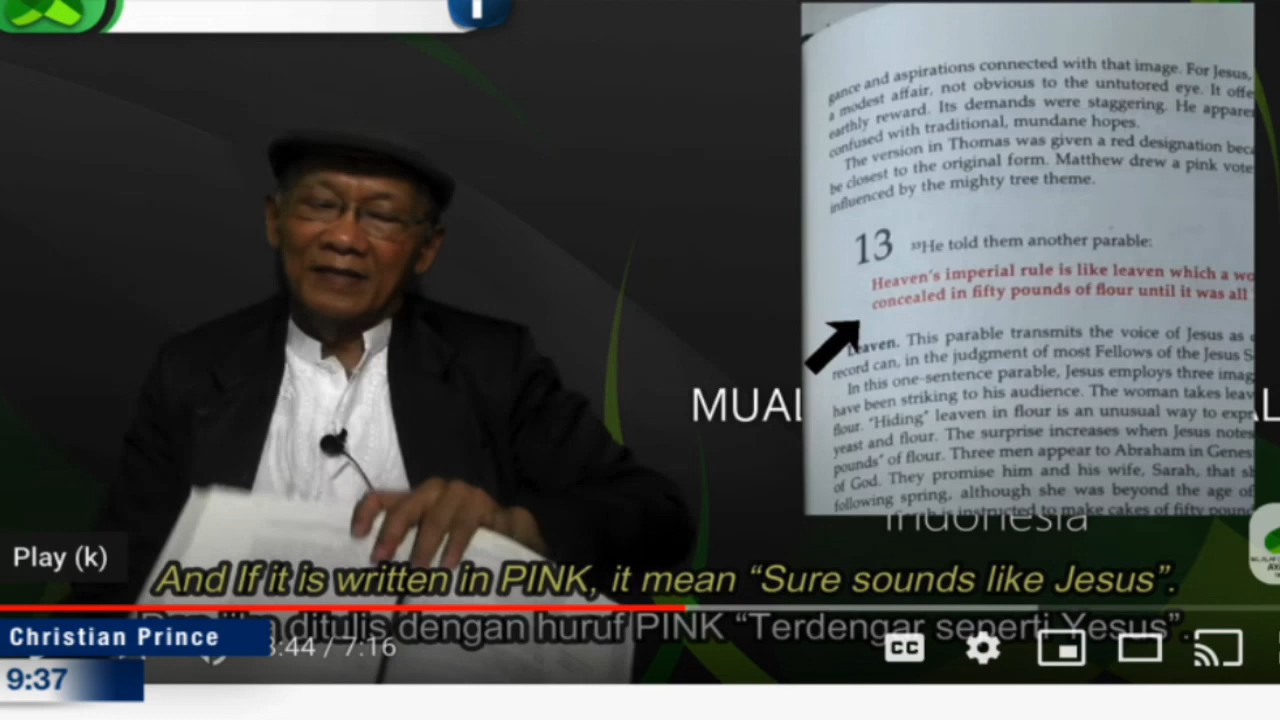 gance and aspirations connected with that image. For Jesus,
a modest affair, not obvious to the untutored eye. It offe
earthly reward. Its demands were staggering. He appare
confused with traditional, mundane hopes.
The version in Thomas was given a red designation beca
be closest to the original form. Matthew drew a pink vote
influenced by the mighty tree theme.
13 33He told them another parable:
Heaven's imperial rule is like leaven which a wo
concealed in fifty pounds of flour until it was all
Leaven. This parable transmits the voice of Jesus as
record can, in the judgment of most Fellows of the Jesus S
In this one-sentence parable, Jesus employs three imag
have been striking to his audience. The woman takes leav
flour. "Hiding" leaven in flour is an unusual way to expr
yeast and flour. The surprise increases when Jesus notes
pounds" of flour. Three men appear to Abraham in Genes
of God. They promise him and his wife, Sarah, that sh
following spring, although she was beyond the age of
is instructed to make cakes of fifty pound
MUAL
AL
Indonesia
Play (k)
And If it is written in PINK, it mean “Sure sounds like Jesus”.
ditulis dengan huruf PINK “Terdengar seperti Yesus”.
Christian Prince
3:44 / 7:16
CC
9:37